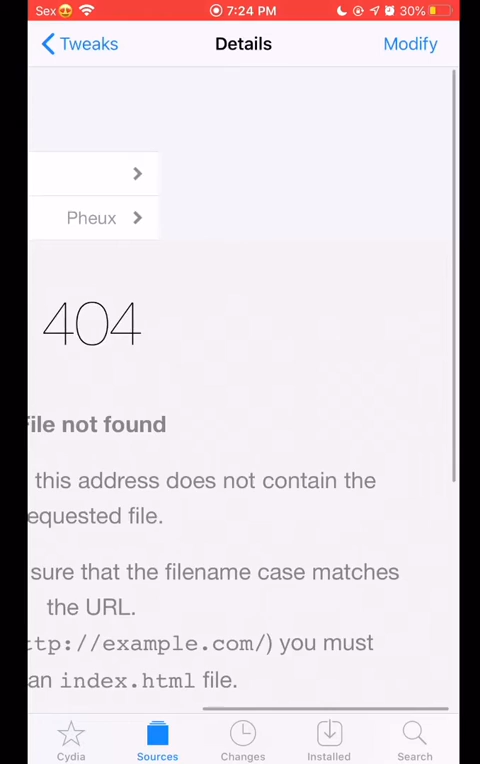 Sex😍 7:24 PM 30%
Tweaks Details Modify
Pheux
404
File not found
this address does not contain the
equested file.
sure that the filename case matches
the URL.
ttp://example.com/) you must
an index.html file.
Cydia Sources Changes Installed Search